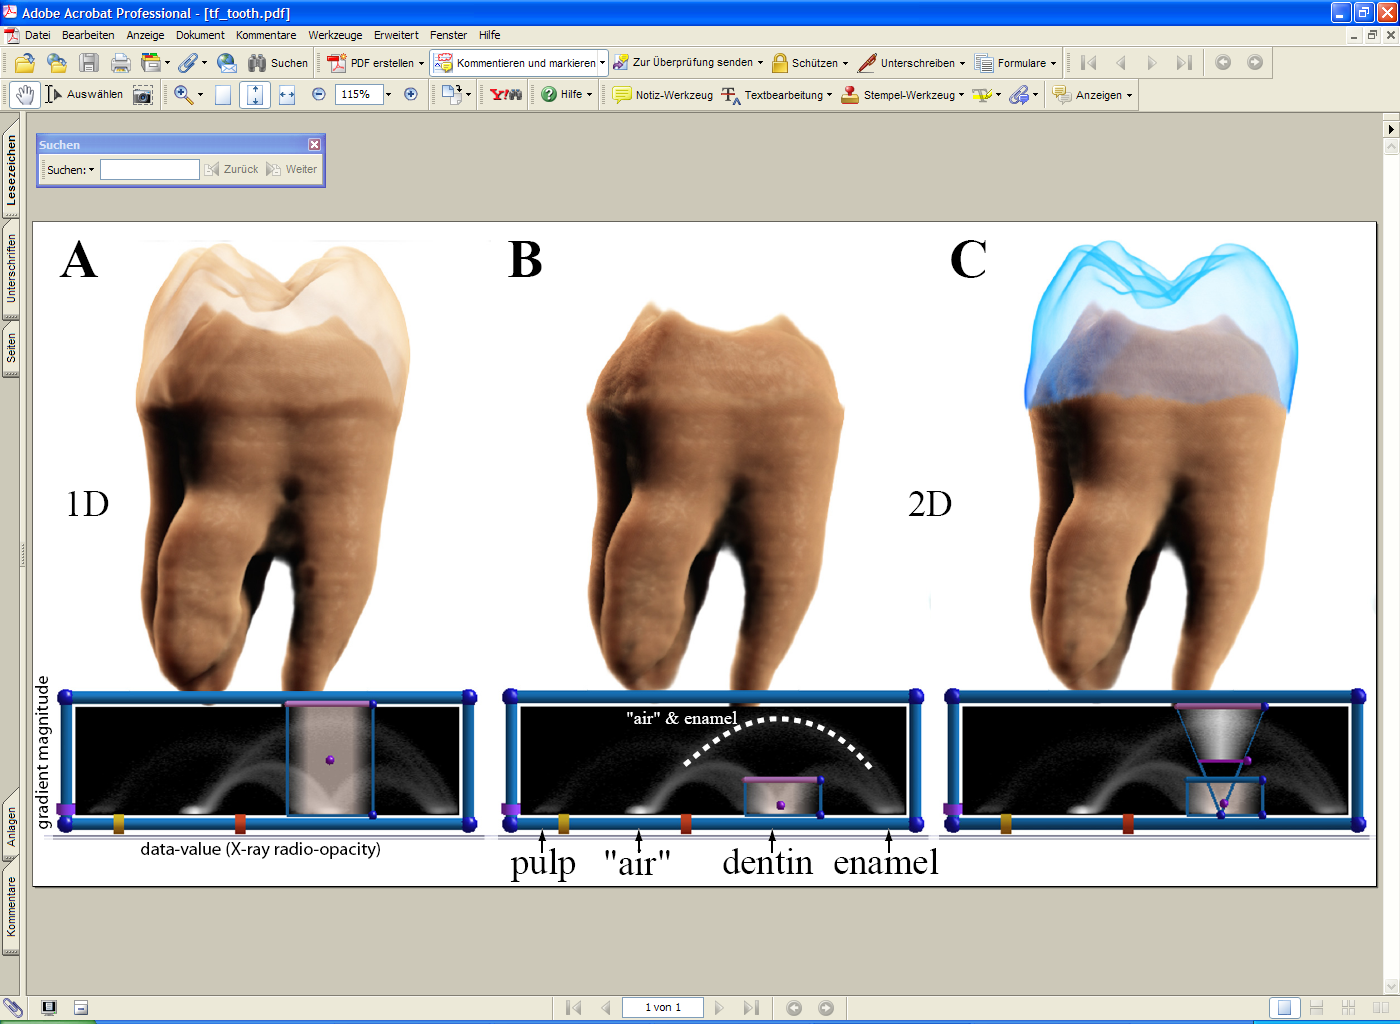 Adobe Acrobat Professional - [tf_tooth.pdf]
Datei Bearbeiten Anzeige Dokument Kommentare Werkzeuge Erweitert Fenster Hilfe
Suchen PDF erstellen Kommentieren und markieren Zur Überprüfung senden Schützen Unterschreiben Formulare
Auswählen 115% Y! Hilfe Notiz-Werkzeug Textbearbeitung Stempel-Werkzeug Anzeigen
Lesezeichen
Unterschriften
Seiten
Anlagen
Kommentare
Suchen
Suchen: Zurück Weiter
A B C
1D 2D
gradient magnitude
"air" & enamel
data-value (X-ray radio-opacity)
pulp "air" dentin enamel
1 von 1